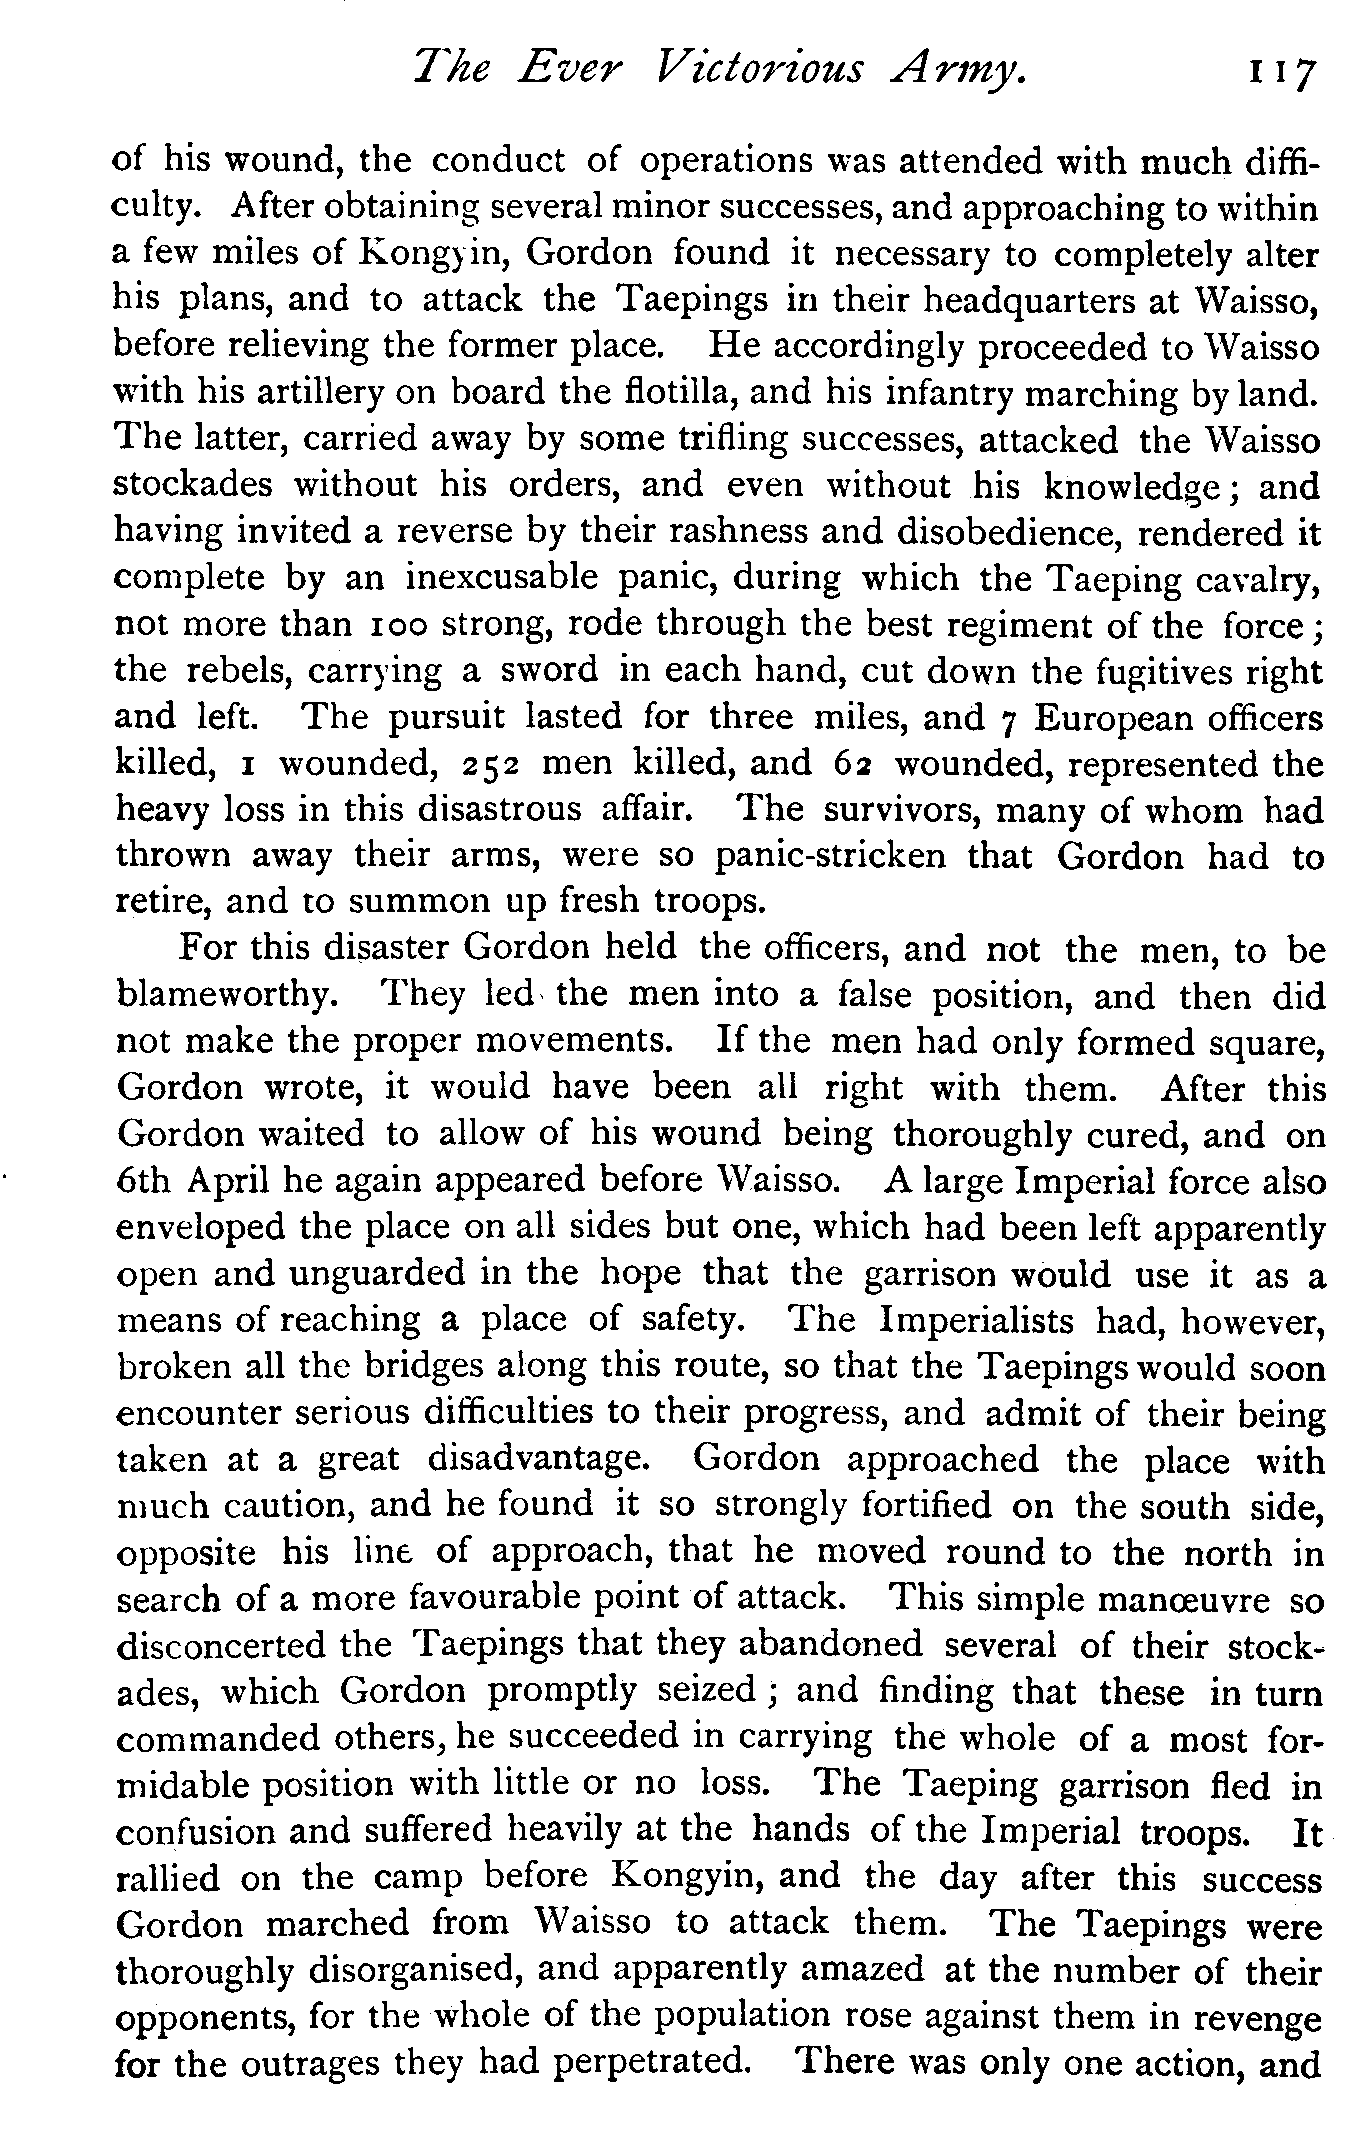 The Ever Victorious Army. 117
of his wound, the conduct of operations was attended with much diffi-
culty. After obtaining several minor successes, and approaching to within
a few miles of Kongyin, Gordon found it necessary to completely alter
his plans, and to attack the Taepings in their headquarters at Waisso,
before relieving the former place. He accordingly proceeded to Waisso
with his artillery on board the flotilla, and his infantry marching by land.
The latter, carried away by some trifling successes, attacked the Waisso
stockades without his orders, and even without his knowledge; and
having invited a reverse by their rashness and disobedience, rendered it
complete by an inexcusable panic, during which the Taeping cavalry,
not more than 100 strong, rode through the best regiment of the force;
the rebels, carrying a sword in each hand, cut down the fugitives right
and left. The pursuit lasted for three miles, and 7 European officers
killed, 1 wounded, 252 men killed, and 62 wounded, represented the
heavy loss in this disastrous affair. The survivors, many of whom had
thrown away their arms, were so panic-stricken that Gordon had to
retire, and to summon up fresh troops.
For this disaster Gordon held the officers, and not the men, to be
blameworthy. They led the men into a false position, and then did
not make the proper movements. If the men had only formed square,
Gordon wrote, it would have been all right with them. After this
Gordon waited to allow of his wound being thoroughly cured, and on
6th April he again appeared before Waisso. A large Imperial force also
enveloped the place on all sides but one, which had been left apparently
open and unguarded in the hope that the garrison would use it as a
means of reaching a place of safety. The Imperialists had, however,
broken all the bridges along this route, so that the Taepings would soon
encounter serious difficulties to their progress, and admit of their being
taken at a great disadvantage. Gordon approached the place with
much caution, and he found it so strongly fortified on the south side,
opposite his line of approach, that he moved round to the north in
search of a more favourable point of attack. This simple manœuvre so
disconcerted the Taepings that they abandoned several of their stock-
ades, which Gordon promptly seized; and finding that these in turn
commanded others, he succeeded in carrying the whole of a most for-
midable position with little or no loss. The Taeping garrison fled in
confusion and suffered heavily at the hands of the Imperial troops. It
rallied on the camp before Kongyin, and the day after this success
Gordon marched from Waisso to attack them. The Taepings were
thoroughly disorganised, and apparently amazed at the number of their
opponents, for the whole of the population rose against them in revenge
for the outrages they had perpetrated. There was only one action, and